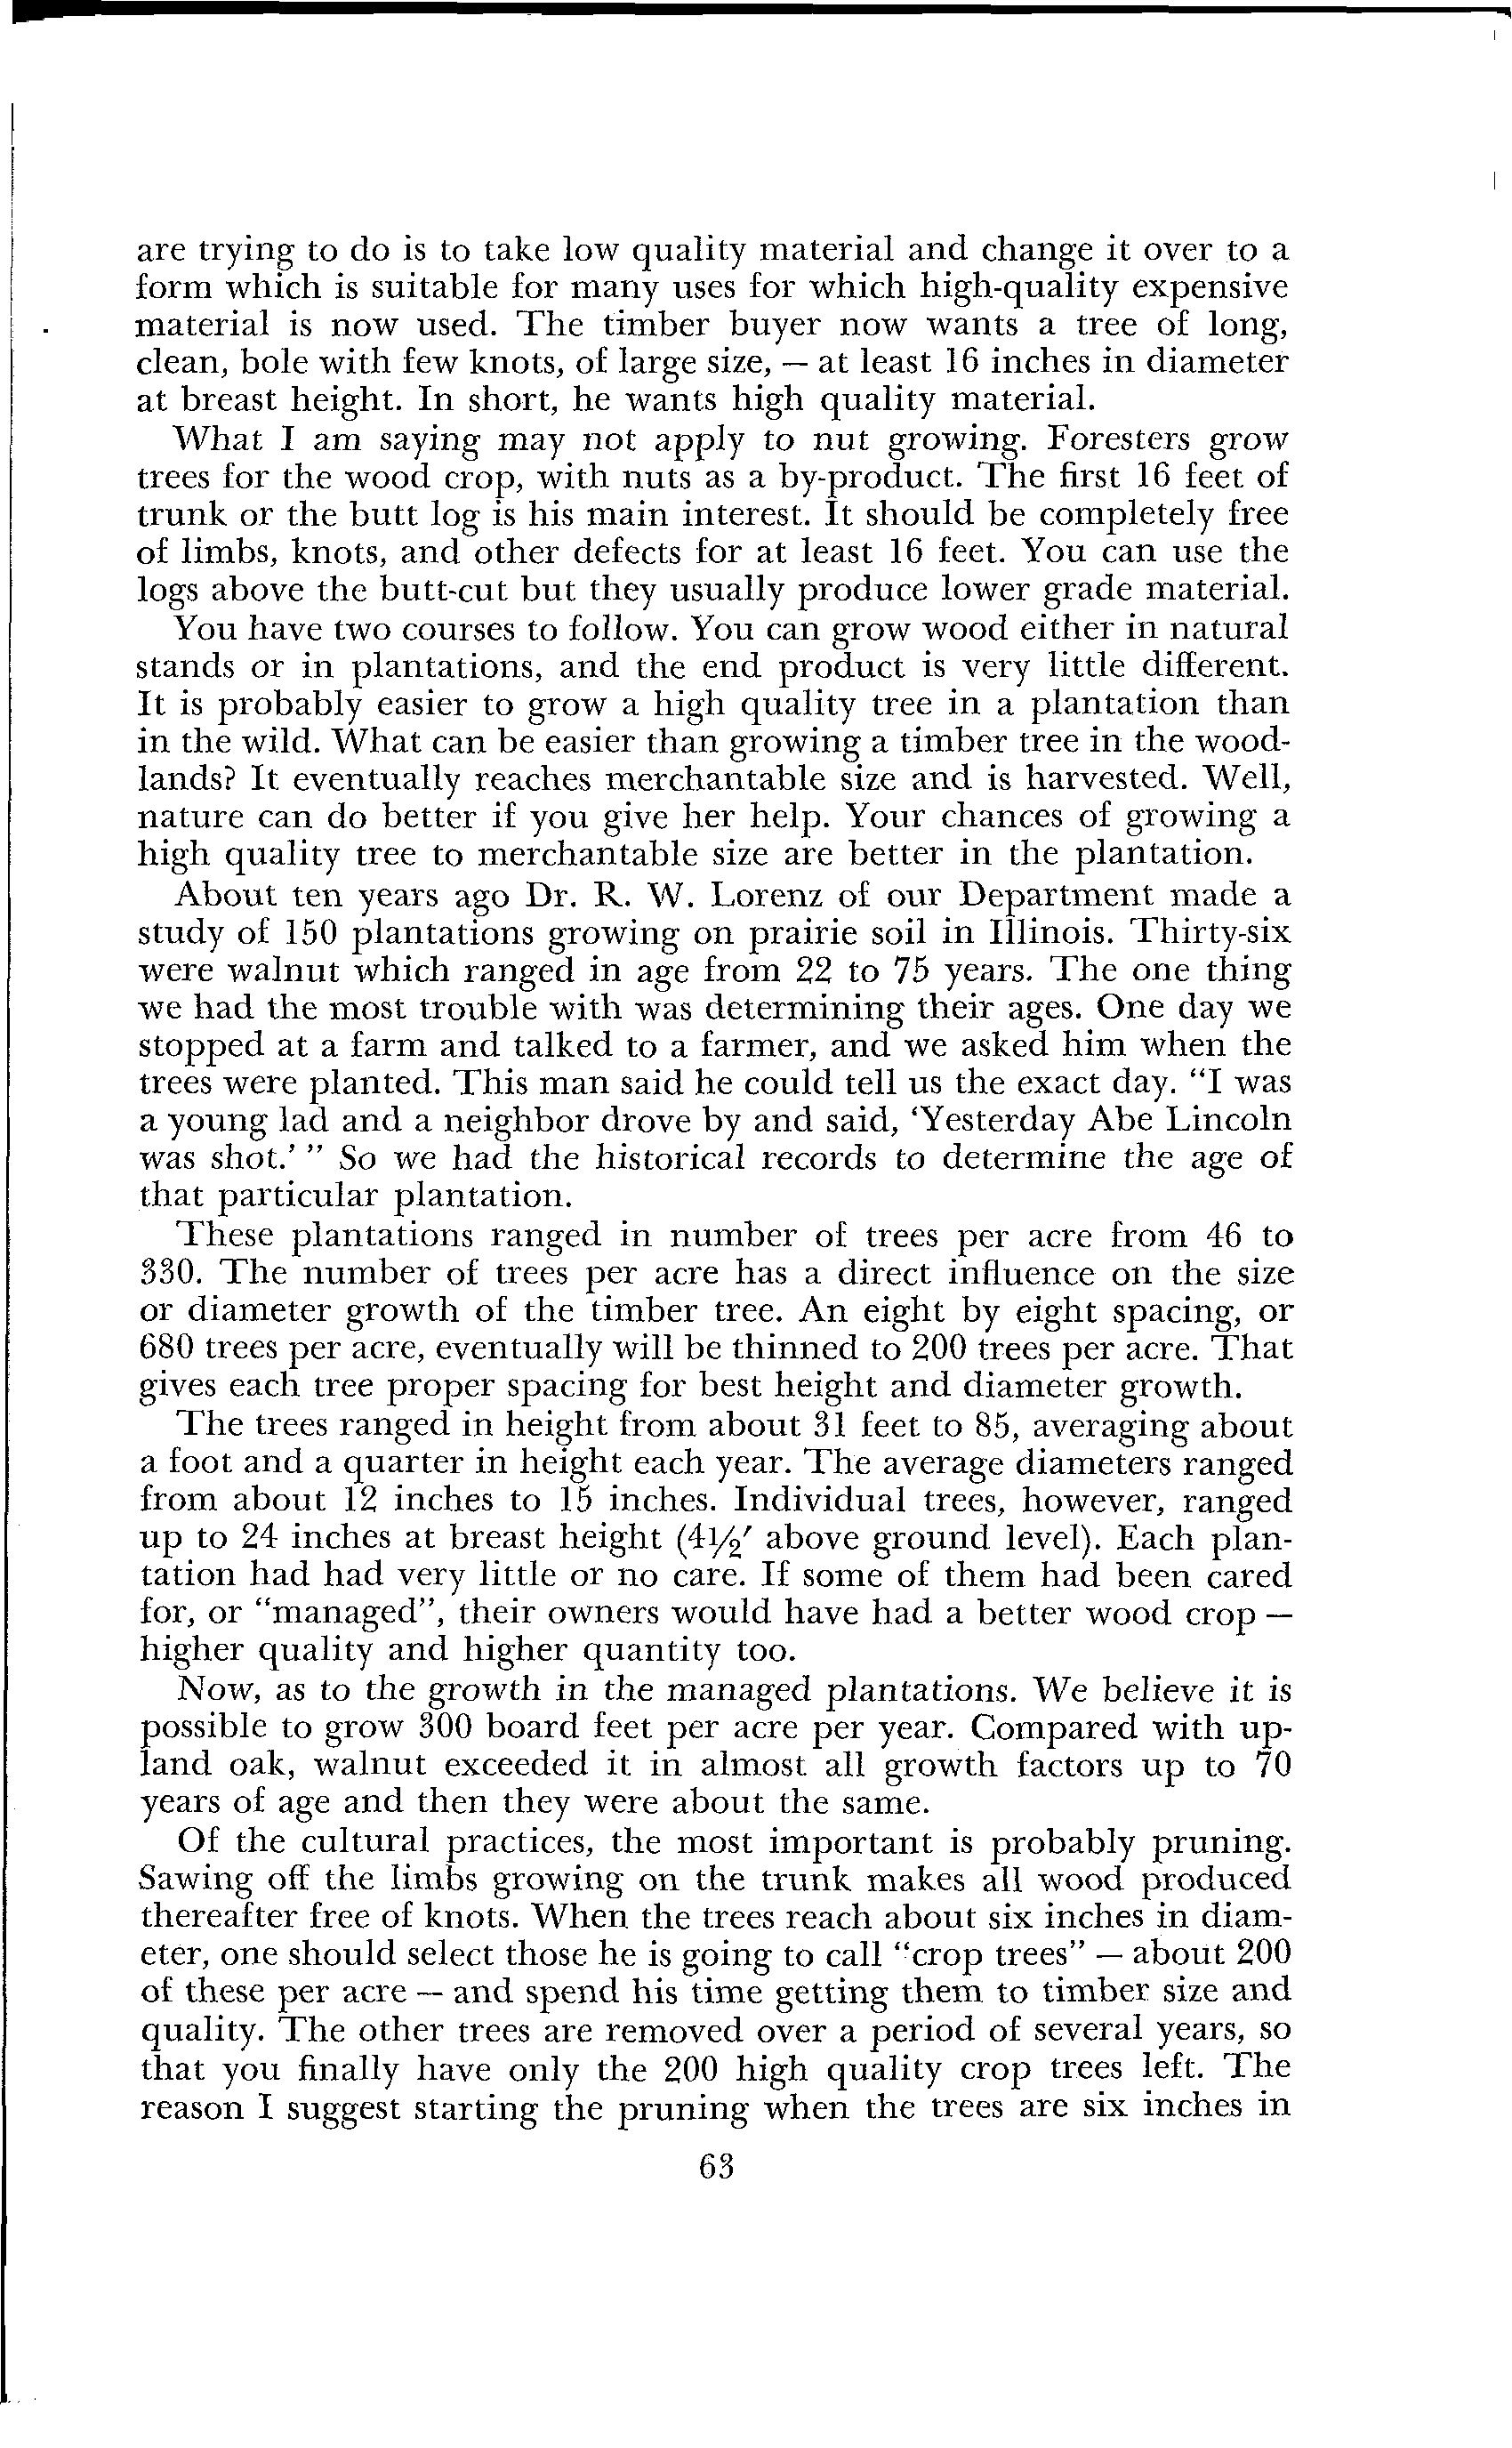 are trying to do is to take low quality material and change it over to a
form which is suitable for many uses for which high-quality expensive
material is now used. The timber buyer now wants a tree of long,
clean, bole with few knots, of large size, — at least 16 inches in diameter
at breast height. In short, he wants high quality material.
What I am saying may not apply to nut growing. Foresters grow
trees for the wood crop, with nuts as a by-product. The first 16 feet of
trunk or the butt log is his main interest. It should be completely free
of limbs, knots, and other defects for at least 16 feet. You can use the
logs above the butt-cut but they usually produce lower grade material.
You have two courses to follow. You can grow wood either in natural
stands or in plantations, and the end product is very little different.
It is probably easier to grow a high quality tree in a plantation than
in the wild. What can be easier than growing a timber tree in the wood-
lands? It eventually reaches merchantable size and is harvested. Well,
nature can do better if you give her help. Your chances of growing a
high quality tree to merchantable size are better in the plantation.
About ten years ago Dr. R. W. Lorenz of our Department made a
study of 150 plantations growing on prairie soil in Illinois. Thirty-six
were walnut which ranged in age from 22 to 75 years. The one thing
we had the most trouble with was determining their ages. One day we
stopped at a farm and talked to a farmer, and we asked him when the
trees were planted. This man said he could tell us the exact day. "I was
a young lad and a neighbor drove by and said, 'Yesterday Abe Lincoln
was shot.' " So we had the historical records to determine the age of
that particular plantation.
These plantations ranged in number of trees per acre from 46 to
330. The number of trees per acre has a direct influence on the size
or diameter growth of the timber tree. An eight by eight spacing, or
680 trees per acre, eventually will be thinned to 200 trees per acre. That
gives each tree proper spacing for best height and diameter growth.
The trees ranged in height from about 31 feet to 85, averaging about
a foot and a quarter in height each year. The average diameters ranged
from about 12 inches to 15 inches. Individual trees, however, ranged
up to 24 inches at breast height (4½′ above ground level). Each plan-
tation had had very little or no care. If some of them had been cared
for, or "managed", their owners would have had a better wood crop —
higher quality and higher quantity too.
Now, as to the growth in the managed plantations. We believe it is
possible to grow 300 board feet per acre per year. Compared with up-
land oak, walnut exceeded it in almost all growth factors up to 70
years of age and then they were about the same.
Of the cultural practices, the most important is probably pruning.
Sawing off the limbs growing on the trunk makes all wood produced
thereafter free of knots. When the trees reach about six inches in diam-
eter, one should select those he is going to call "crop trees" — about 200
of these per acre — and spend his time getting them to timber size and
quality. The other trees are removed over a period of several years, so
that you finally have only the 200 high quality crop trees left. The
reason I suggest starting the pruning when the trees are six inches in
63